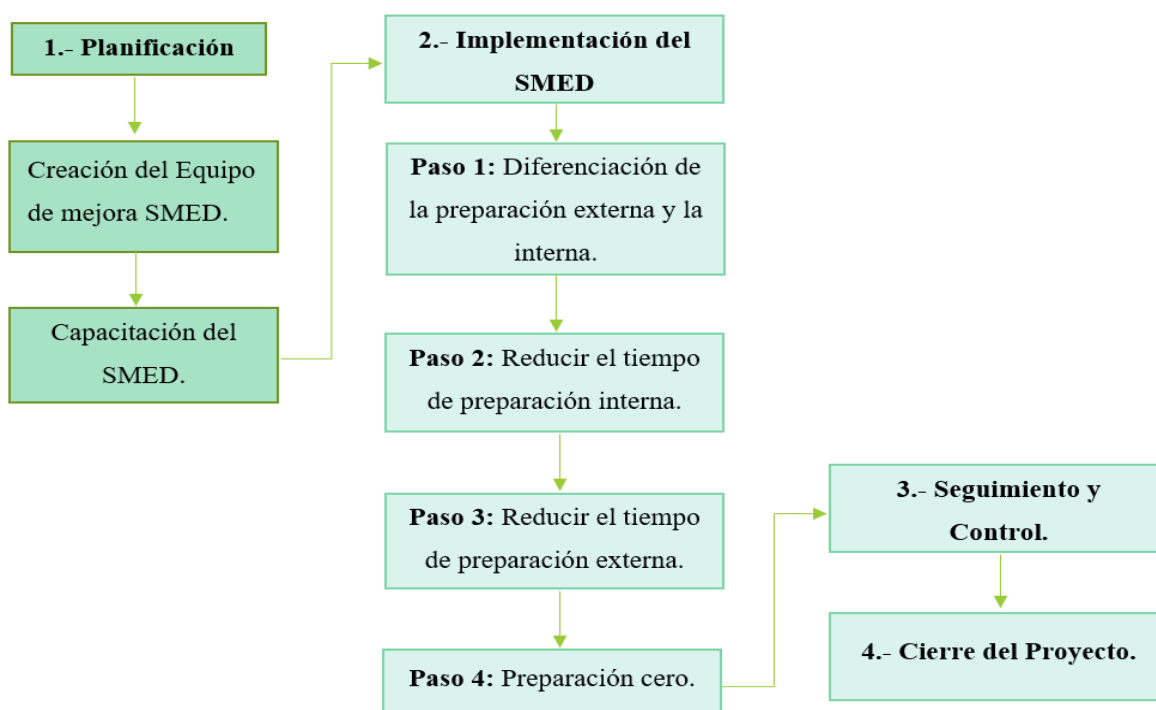 1.- Planificación
Creación del Equipo
de mejora SMED.
Capacitación del
SMED.
2.- Implementación del
SMED
Paso 1: Diferenciación de
la preparación externa y la
interna.
Paso 2: Reducir el tiempo
de preparación interna.
Paso 3: Reducir el tiempo
de preparación externa.
Paso 4: Preparación cero.
3.- Seguimiento y
Control.
4.- Cierre del Proyecto.